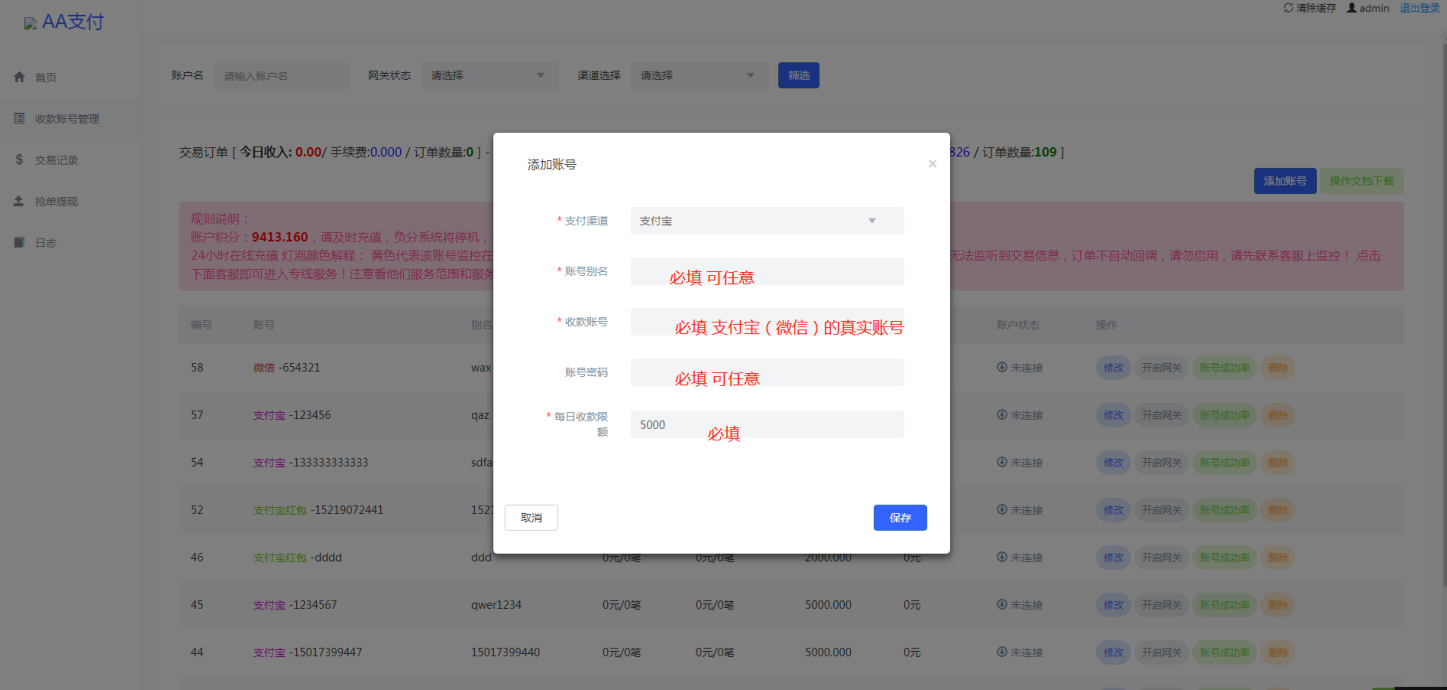 AA支付
清除缓存 admin 退出登录
首页
收款账号管理
交易记录
抢单提现
日志
账户名 请输入账户名 网关状态 请选择 渠道选择 请选择 筛选
交易订单 [ 今日收入: 0.00/ 手续费:0.000 / 订单数量:0 ] -
826 / 订单数量:109 ]
添加账号 操作文档下载
规则说明：
账户积分：9413.160，请及时充值，负分系统将停机，
24小时在线充值 灯泡颜色解释： 黄色代表该账号监控在
无法监听到交易信息，订单不自动回调，请勿启用，请先联系客服上监控！ 点击
下面客服即可进入专线服务！注意看他们服务范围和服务
添加账号 ×
* 支付渠道 支付宝
* 账号别名 必填 可任意
* 收款账号 必填 支付宝（微信）的真实账号
账号密码 必填 可任意
* 每日收款限
额 5000 必填
取消 保存
编号 账号 别名 账户状态 操作
58 微信 -654321 wax 未连接 修改 开启网关 账号成功率 删除
57 支付宝 -123456 qaz 未连接 修改 开启网关 账号成功率 删除
54 支付宝 -133333333333 sdfa 未连接 修改 开启网关 账号成功率 删除
52 支付宝红包 -15219072441 1521 未连接 修改 开启网关 账号成功率 删除
46 支付宝红包 -dddd ddd 0元/0笔 0元/0笔 2000.000 0元 未连接 修改 开启网关 账号成功率 删除
45 支付宝 -1234567 qwer1234 0元/0笔 0元/0笔 5000.000 0元 未连接 修改 开启网关 账号成功率 删除
44 支付宝 -15017399447 15017399440 0元/0笔 0元/0笔 5000.000 0元 未连接 修改 开启网关 账号成功率 删除